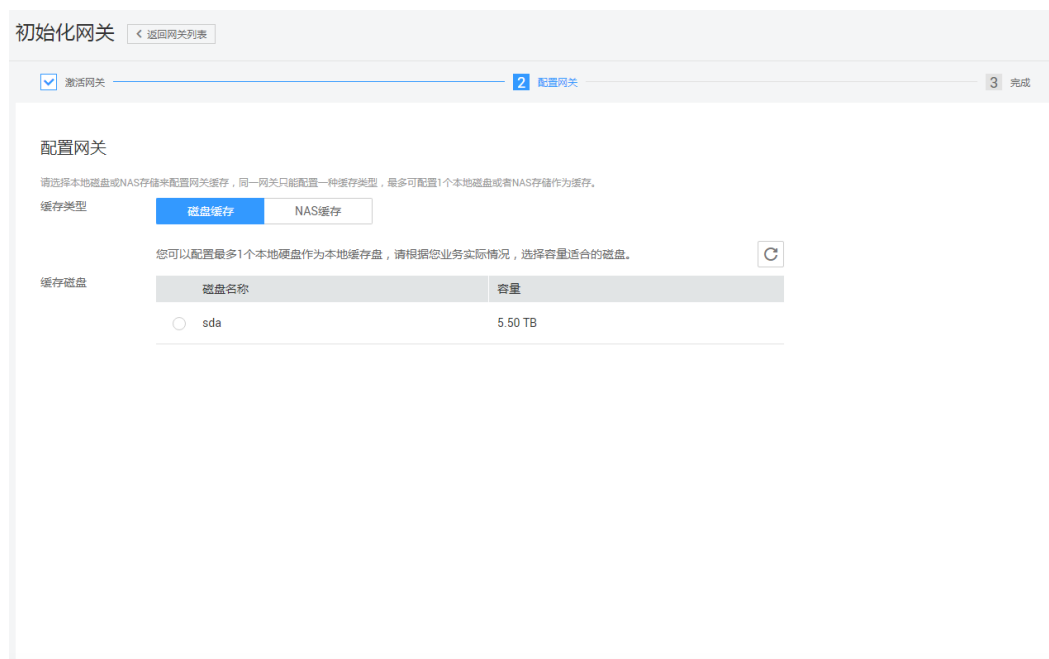 初始化网关 < 返回网关列表
激活网关 2 配置网关 3 完成
配置网关
请选择本地磁盘或NAS存储来配置网关缓存，同一网关只能配置一种缓存类型，最多可配置1个本地磁盘或者NAS存储作为缓存。
缓存类型 磁盘缓存 NAS缓存
您可以配置最多1个本地硬盘作为本地缓存盘，请根据您业务实际情况，选择容量适合的磁盘。
缓存磁盘 磁盘名称 容量
sda 5.50 TB